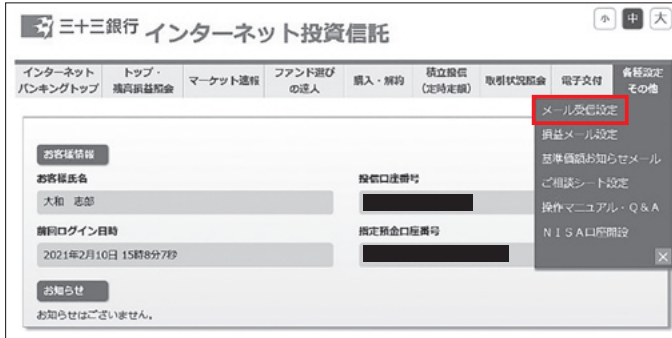 三十三銀行 インターネット投資信託
小 中 大
インターネット
バンキングトップ
トップ・
残高損益照会
マーケット速報
ファンド選び
の達人
購入・解約
積立投信
(定時定額)
取引状況照会
電子交付
各種設定
その他
メール受信設定
損益メール設定
基準価額お知らせメール
ご相談シート設定
操作マニュアル・Q&A
NISA口座開設
×
お客様情報
お客様氏名
投信口座番号
大和 志郎
前回ログイン日時
指定預金口座番号
2021年2月10日 15時8分7秒
お知らせ
お知らせはございません。